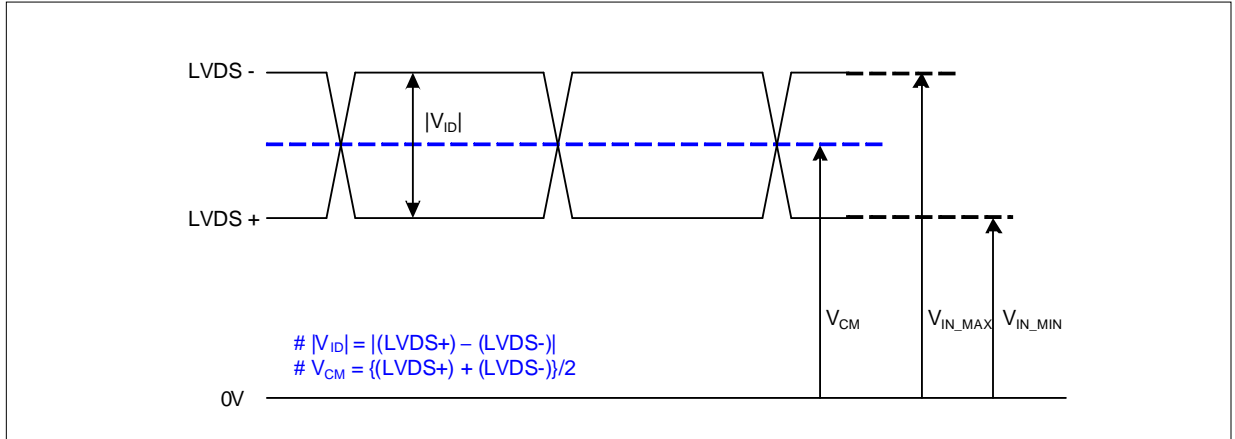 LVDS -
|VID|
LVDS +
VCM
VIN_MAX
VIN_MIN
# |VID| = |(LVDS+) – (LVDS-)|
# VCM = {(LVDS+) + (LVDS-)}/2
0V